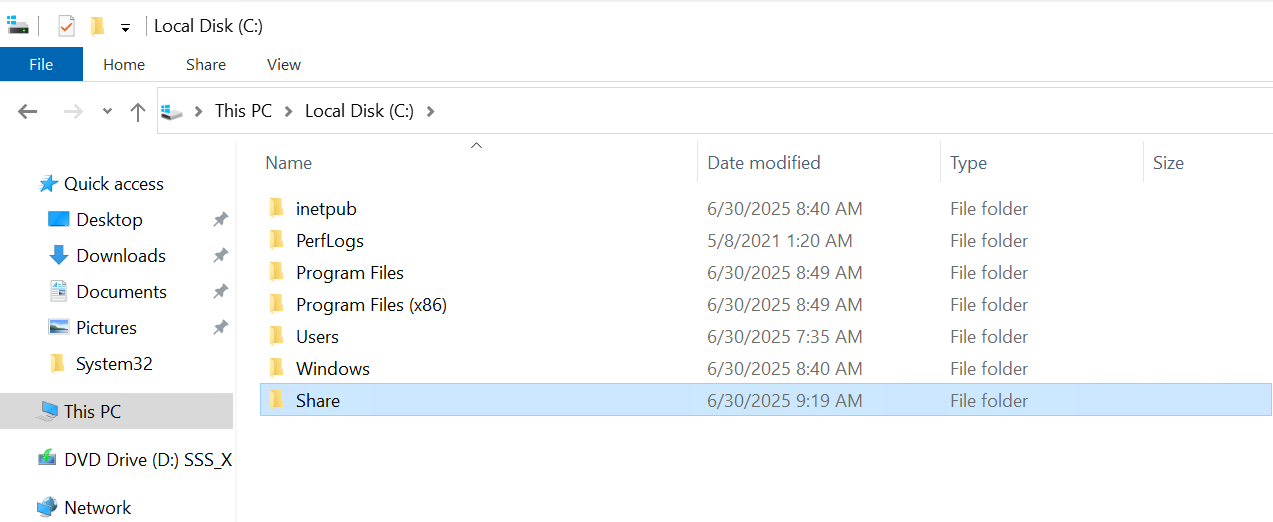 Local Disk (C:)
File Home Share View
This PC Local Disk (C:)
Name Date modified Type Size
Quick access
Desktop
Downloads
Documents
Pictures
System32
This PC
DVD Drive (D:) SSS_X
Network
inetpub 6/30/2025 8:40 AM File folder
PerfLogs 5/8/2021 1:20 AM File folder
Program Files 6/30/2025 8:49 AM File folder
Program Files (x86) 6/30/2025 8:49 AM File folder
Users 6/30/2025 7:35 AM File folder
Windows 6/30/2025 8:40 AM File folder
Share 6/30/2025 9:19 AM File folder